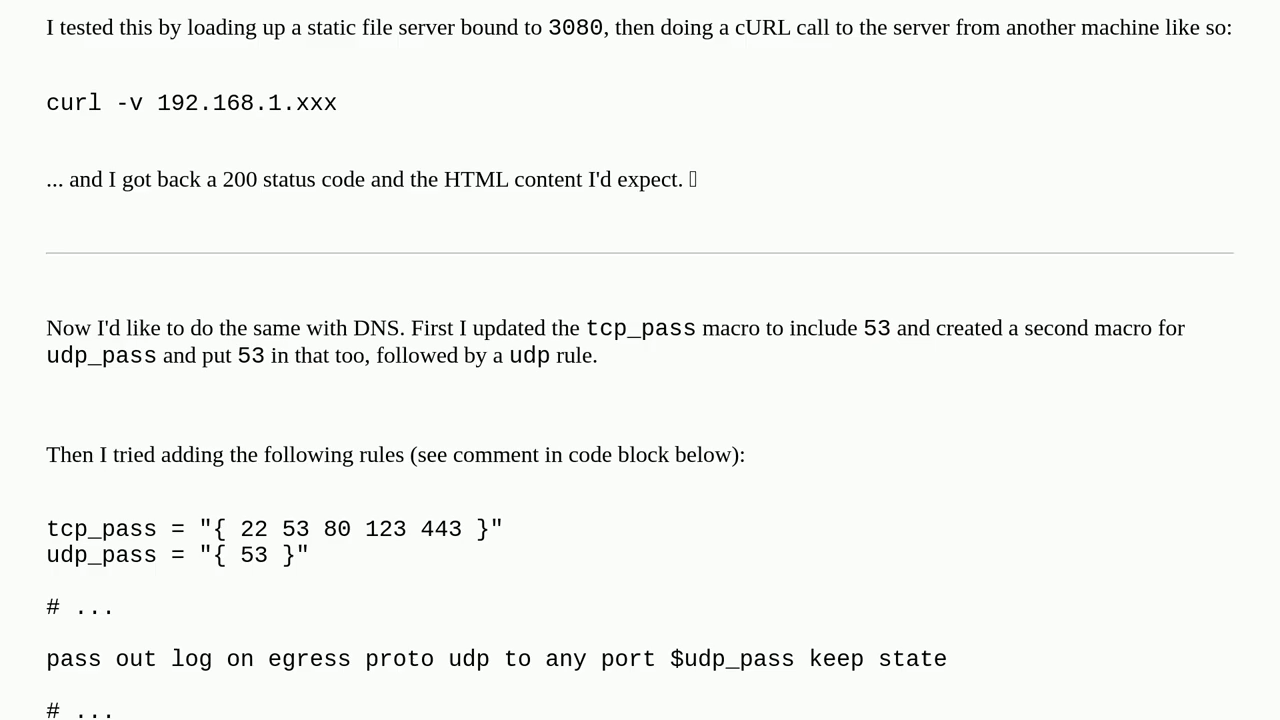 I tested this by loading up a static file server bound to 3080, then doing a cURL call to the server from another machine like so:
curl -v 192.168.1.xxx
... and I got back a 200 status code and the HTML content I'd expect.
Now I'd like to do the same with DNS. First I updated the tcp_pass macro to include 53 and created a second macro for
udp_pass and put 53 in that too, followed by a udp rule.
Then I tried adding the following rules (see comment in code block below):
tcp_pass = "{ 22 53 80 123 443 }"
udp_pass = "{ 53 }"
# ...
pass out log on egress proto udp to any port $udp_pass keep state
# ...